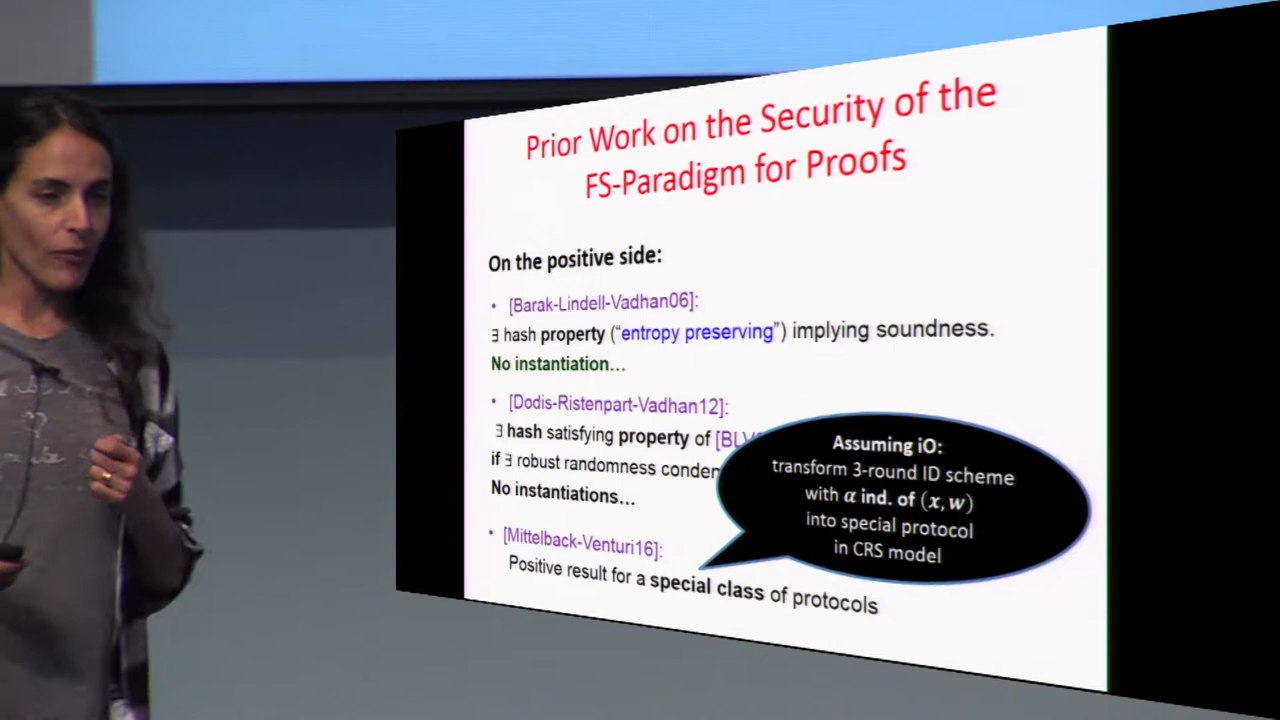 Prior Work on the Security of the
FS-Paradigm for Proofs
On the positive side:
• [Barak-Lindell-Vadhan06]:
∃ hash property ("entropy preserving") implying soundness.
No instantiation…
• [Dodis-Ristenpart-Vadhan12]:
∃ hash satisfying property of [BLV
if ∃ robust randomness conden
No instantiations…
• [Mittelback-Venturi16]:
Positive result for a special class of protocols
Assuming iO:
transform 3-round ID scheme
with α ind. of (x, w)
into special protocol
in CRS model